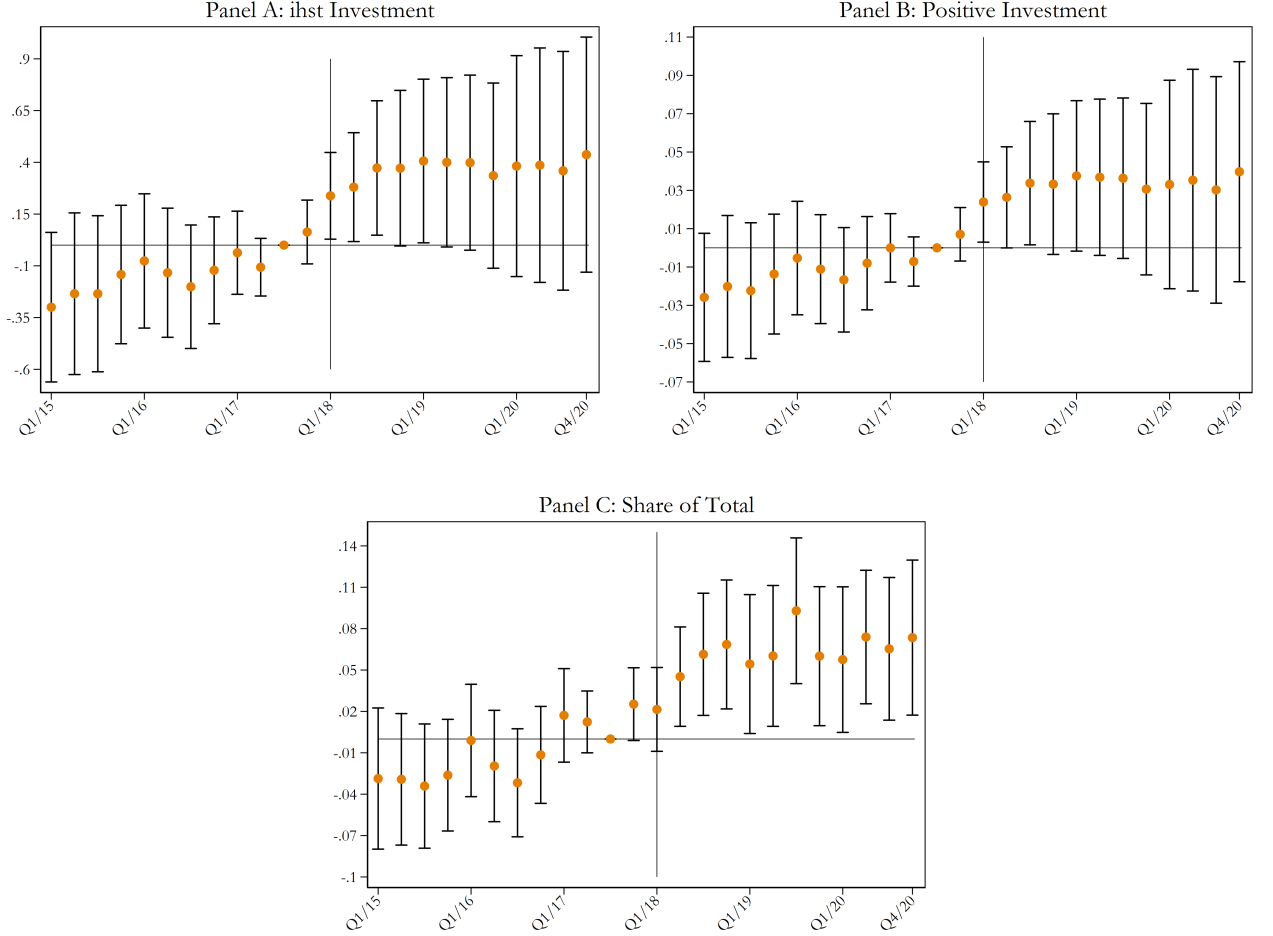 Panel A: ihst Investment
.9
.65
.4
.15
-.1
-.35
-.6
Q1/15
Q1/16
Q1/17
Q1/18
Q1/19
Q1/20
Q4/20
Panel B: Positive Investment
.11
.09
.07
.05
.03
.01
-.01
-.03
-.05
-.07
Q1/15
Q1/16
Q1/17
Q1/18
Q1/19
Q1/20
Q4/20
Panel C: Share of Total
.14
.11
.08
.05
.02
-.01
-.04
-.07
-.1
Q1/15
Q1/16
Q1/17
Q1/18
Q1/19
Q1/20
Q4/20